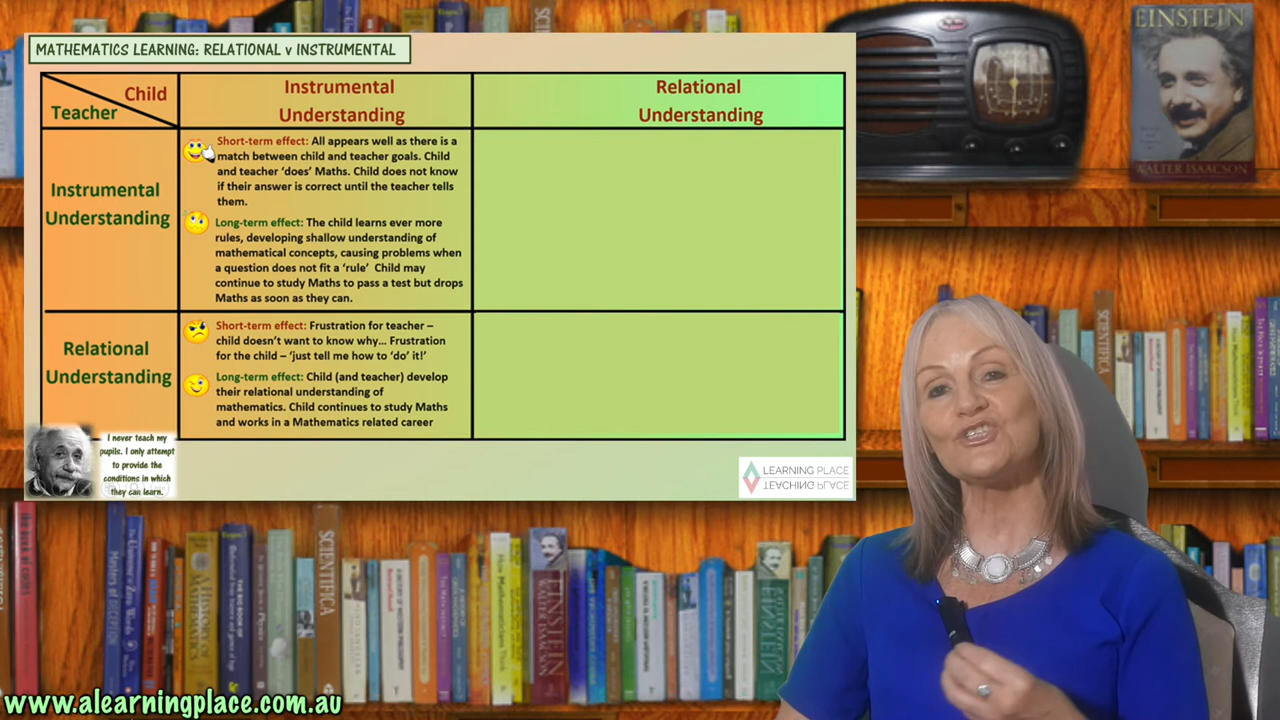 MATHEMATICS LEARNING: RELATIONAL v INSTRUMENTAL
Child
Teacher
Instrumental
Understanding
Relational
Understanding
Instrumental
Understanding
Short-term effect: All appears well as there is a
match between child and teacher goals. Child
and teacher ‘does’ Maths. Child does not know
if their answer is correct until the teacher tells
them.
Long-term effect: The child learns ever more
rules, developing shallow understanding of
mathematical concepts, causing problems when
a question does not fit a ‘rule’ Child may
continue to study Maths to pass a test but drops
Maths as soon as they can.
Relational
Understanding
Short-term effect: Frustration for teacher –
child doesn’t want to know why... Frustration
for the child – ‘just tell me how to ‘do’ it!’
Long-term effect: Child (and teacher) develop
their relational understanding of
mathematics. Child continues to study Maths
and works in a Mathematics related career
I never teach my
pupils. I only attempt
to provide the
conditions in which
they can learn.
LEARNING PLACE
TEACHING PLACE
EINSTEIN
WALTER ISAACSON
SCIENTIFICA
EINSTEIN
WALTER ISAACSON
www.alearningplace.com.au